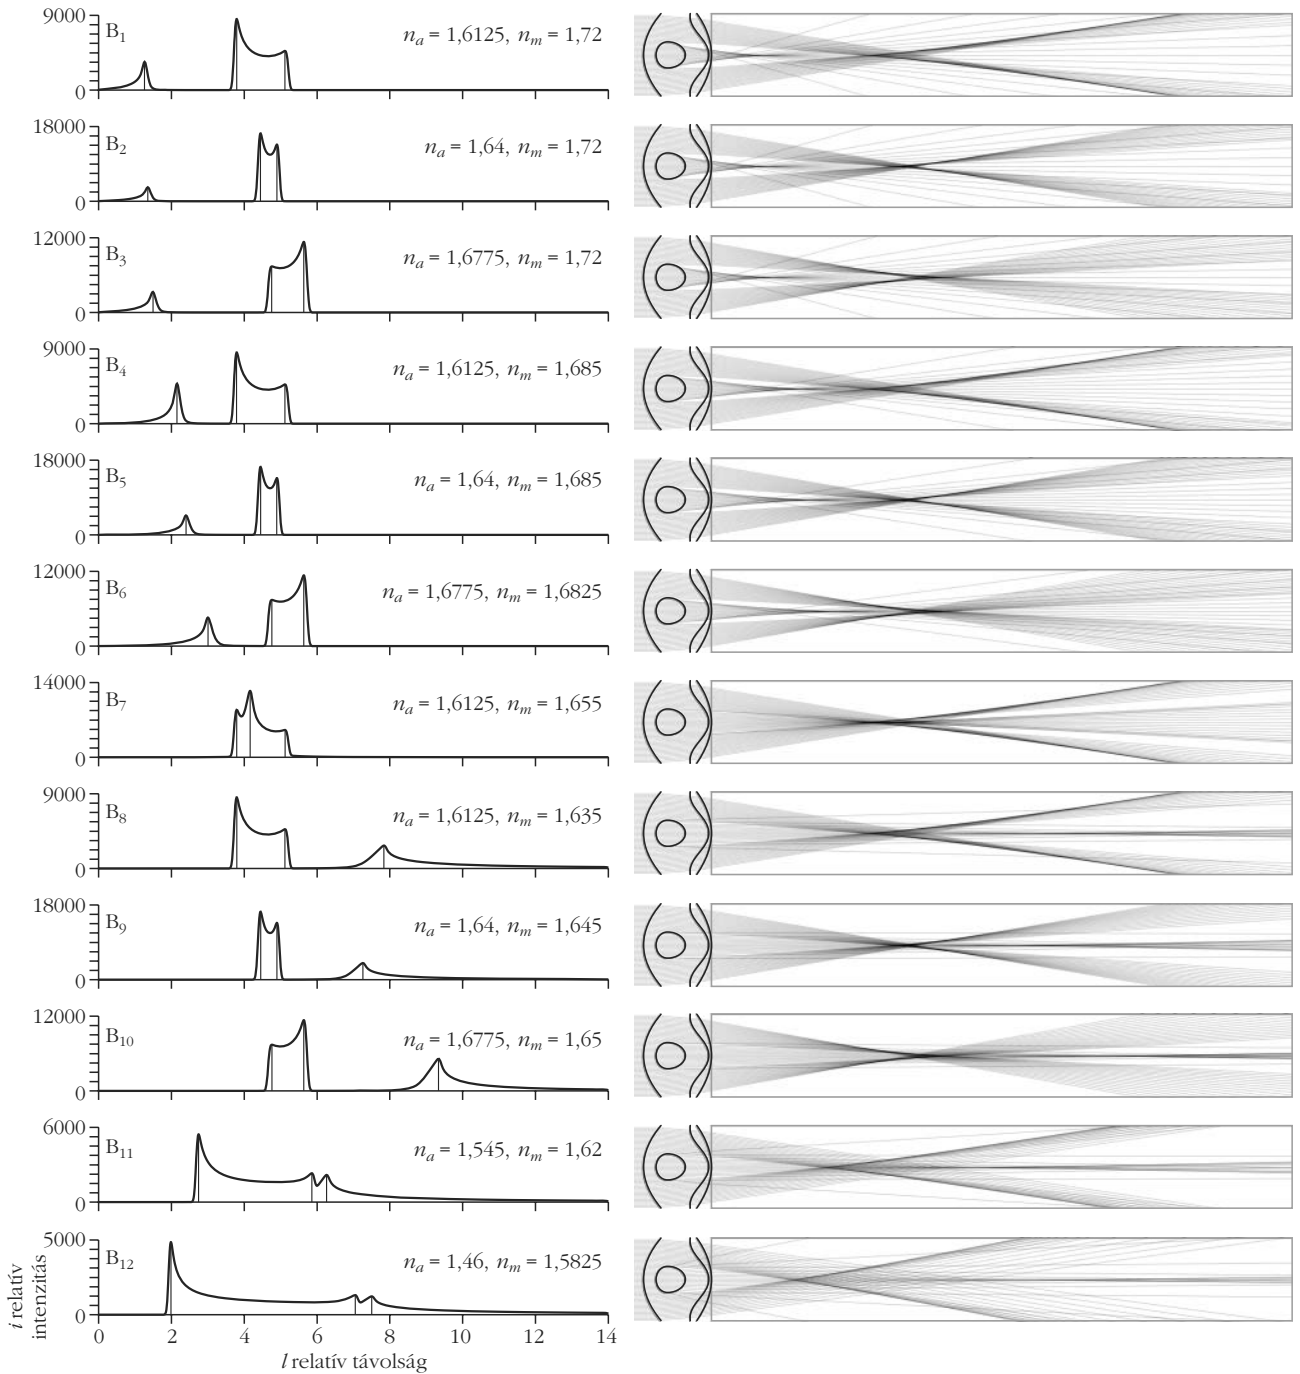 9000
B1
na = 1,6125, nm = 1,72
0
18000
B2
na = 1,64, nm = 1,72
0
12000
B3
na = 1,6775, nm = 1,72
0
9000
B4
na = 1,6125, nm = 1,685
0
18000
B5
na = 1,64, nm = 1,685
0
12000
B6
na = 1,6775, nm = 1,6825
0
14000
B7
na = 1,6125, nm = 1,655
0
9000
B8
na = 1,6125, nm = 1,635
0
18000
B9
na = 1,64, nm = 1,645
0
12000
B10
na = 1,6775, nm = 1,65
0
6000
B11
na = 1,545, nm = 1,62
0
5000
B12
na = 1,46, nm = 1,5825
0
i relatív
intenzitás
0 2 4 6 8 10 12 14
l relatív távolság